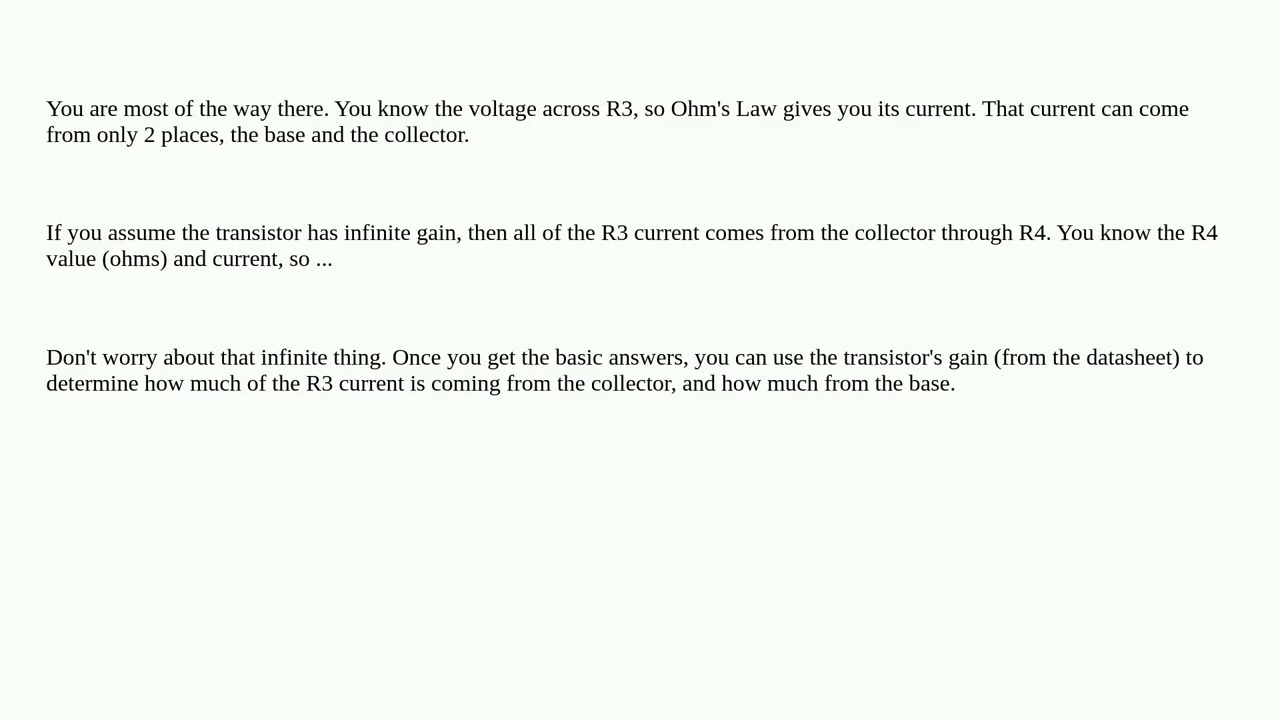 You are most of the way there. You know the voltage across R3, so Ohm's Law gives you its current. That current can come
from only 2 places, the base and the collector.
If you assume the transistor has infinite gain, then all of the R3 current comes from the collector through R4. You know the R4
value (ohms) and current, so ...
Don't worry about that infinite thing. Once you get the basic answers, you can use the transistor's gain (from the datasheet) to
determine how much of the R3 current is coming from the collector, and how much from the base.